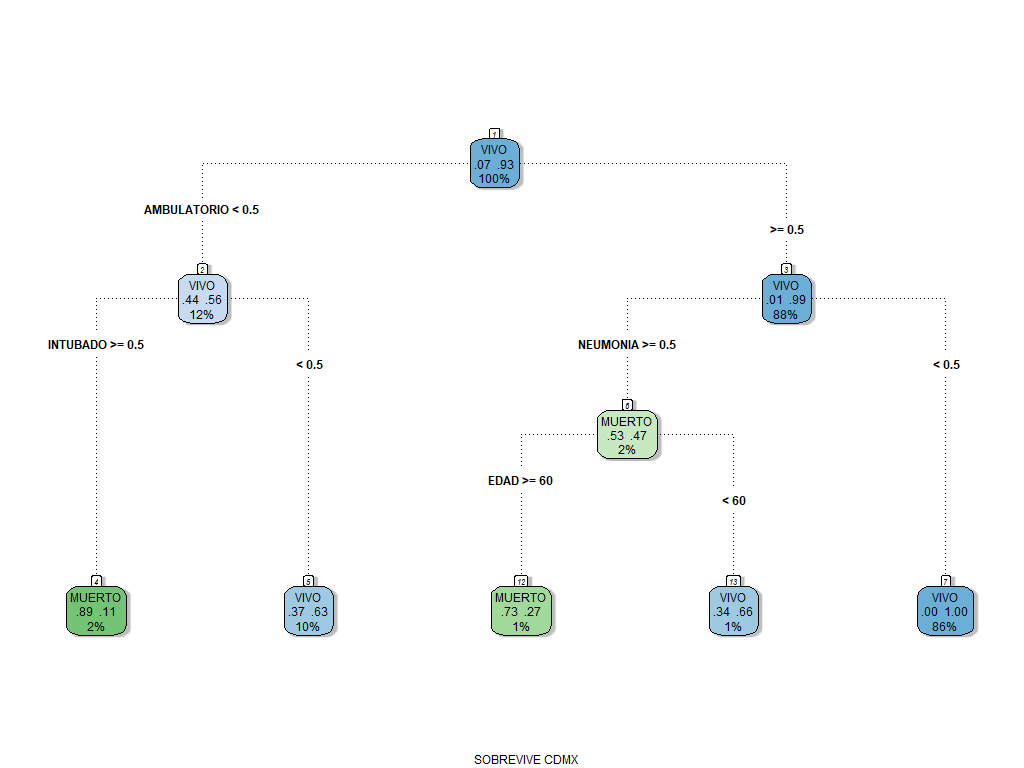 1
VIVO
.07 .93
100%
AMBULATORIO < 0.5
>= 0.5
2
VIVO
.44 .56
12%
3
VIVO
.01 .99
88%
INTUBADO >= 0.5
< 0.5
NEUMONIA >= 0.5
< 0.5
6
MUERTO
.53 .47
2%
EDAD >= 60
< 60
4
MUERTO
.89 .11
2%
5
VIVO
.37 .63
10%
12
MUERTO
.73 .27
1%
13
VIVO
.34 .66
1%
7
VIVO
.00 1.00
86%
SOBREVIVE CDMX